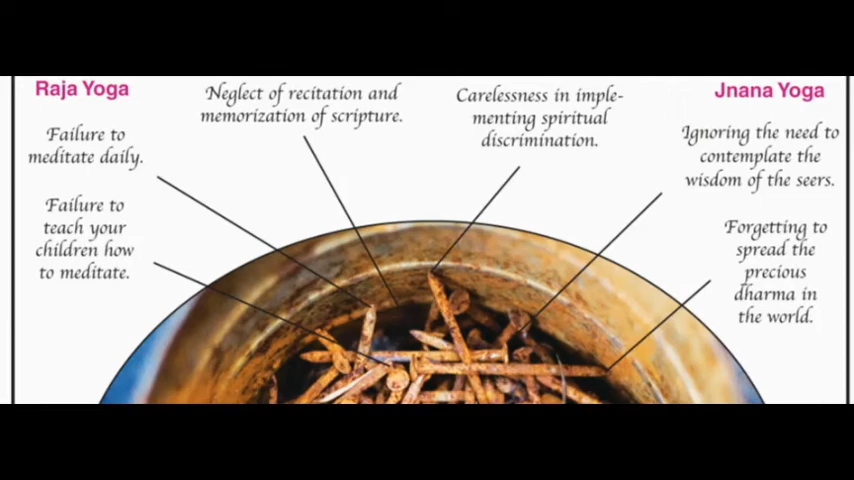 Raja Yoga
Failure to
meditate daily.
Failure to
teach your
children how
to meditate.
Neglect of recitation and
memorization of scripture.
Carelessness in imple-
menting spiritual
discrimination.
Jnana Yoga
Ignoring the need to
contemplate the
wisdom of the seers.
Forgetting to
spread the
precious
dharma in
the world.